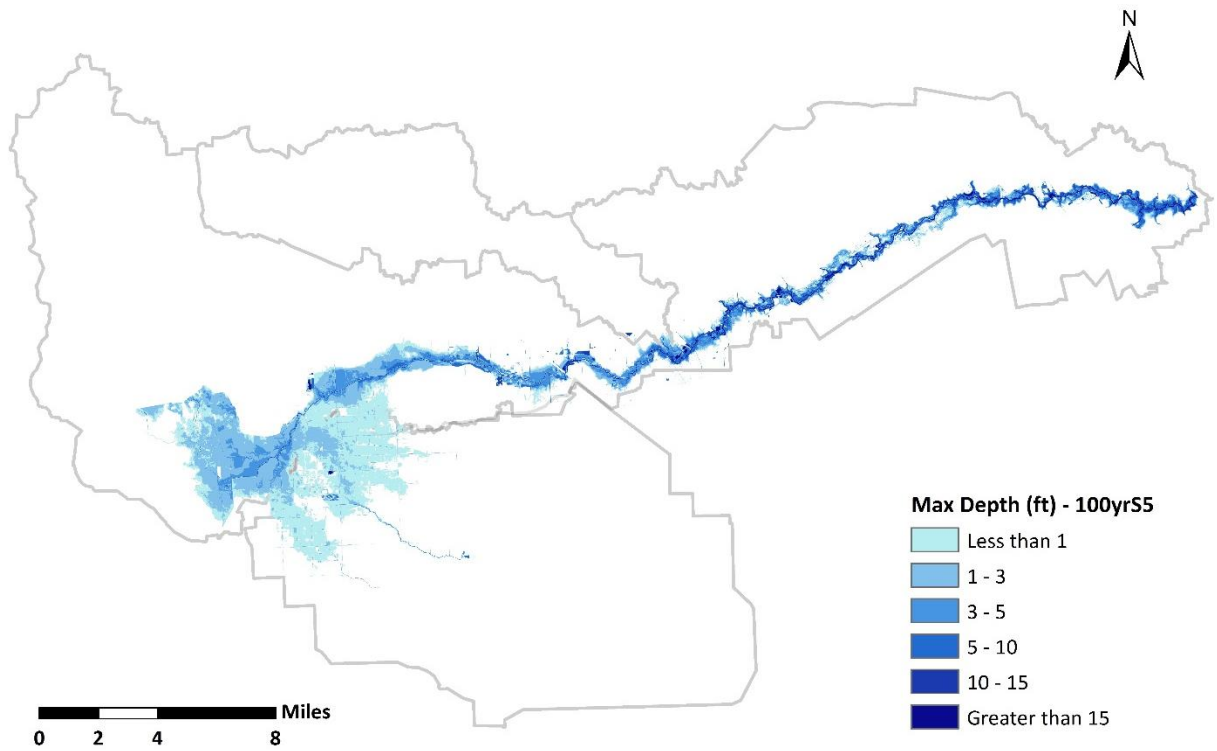 N
Max Depth (ft) - 100yrS5
Less than 1
1 - 3
3 - 5
5 - 10
10 - 15
Greater than 15
Miles
0 2 4 8